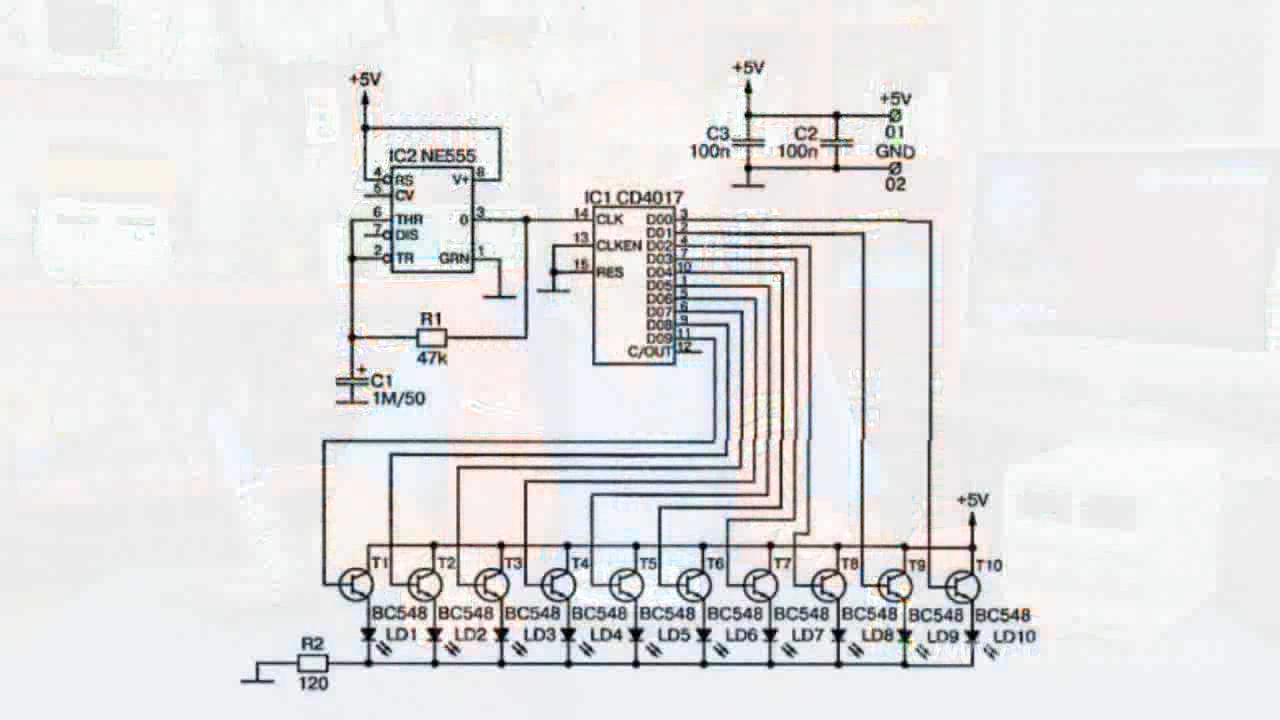 +5V
IC2 NE555
4
RS
V+
8
5
CV
6
THR
0
3
7
DIS
2
TR
GRN
1
R1
47k
+
C1
1M/50
+5V
+5V
C3
100n
C2
100n
01
GND
02
IC1 CD4017
14
CLK
D00
3
D01
2
13
CLKEN
D02
4
D03
7
15
RES
D04
10
D05
1
D06
5
D07
6
D08
9
D09
11
C/OUT
12
+5V
T1
T2
T3
T4
T5
T6
T7
T8
T9
T10
BC548
BC548
BC548
BC548
BC548
BC548
BC548
BC548
BC548
BC548
LD1
LD2
LD3
LD4
LD5
LD6
LD7
LD8
LD9
LD10
R2
120